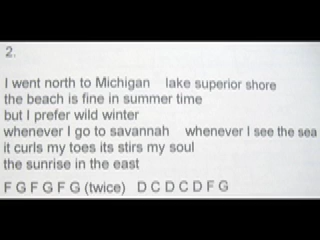 2.
I went north to Michigan    lake superior shore
the beach is fine in summer time
but I prefer wild winter
whenever I go to savannah    whenever I see the sea
it curls my toes its stirs my soul
the sunrise in the east
F G F G F G (twice)   D C D C D F G